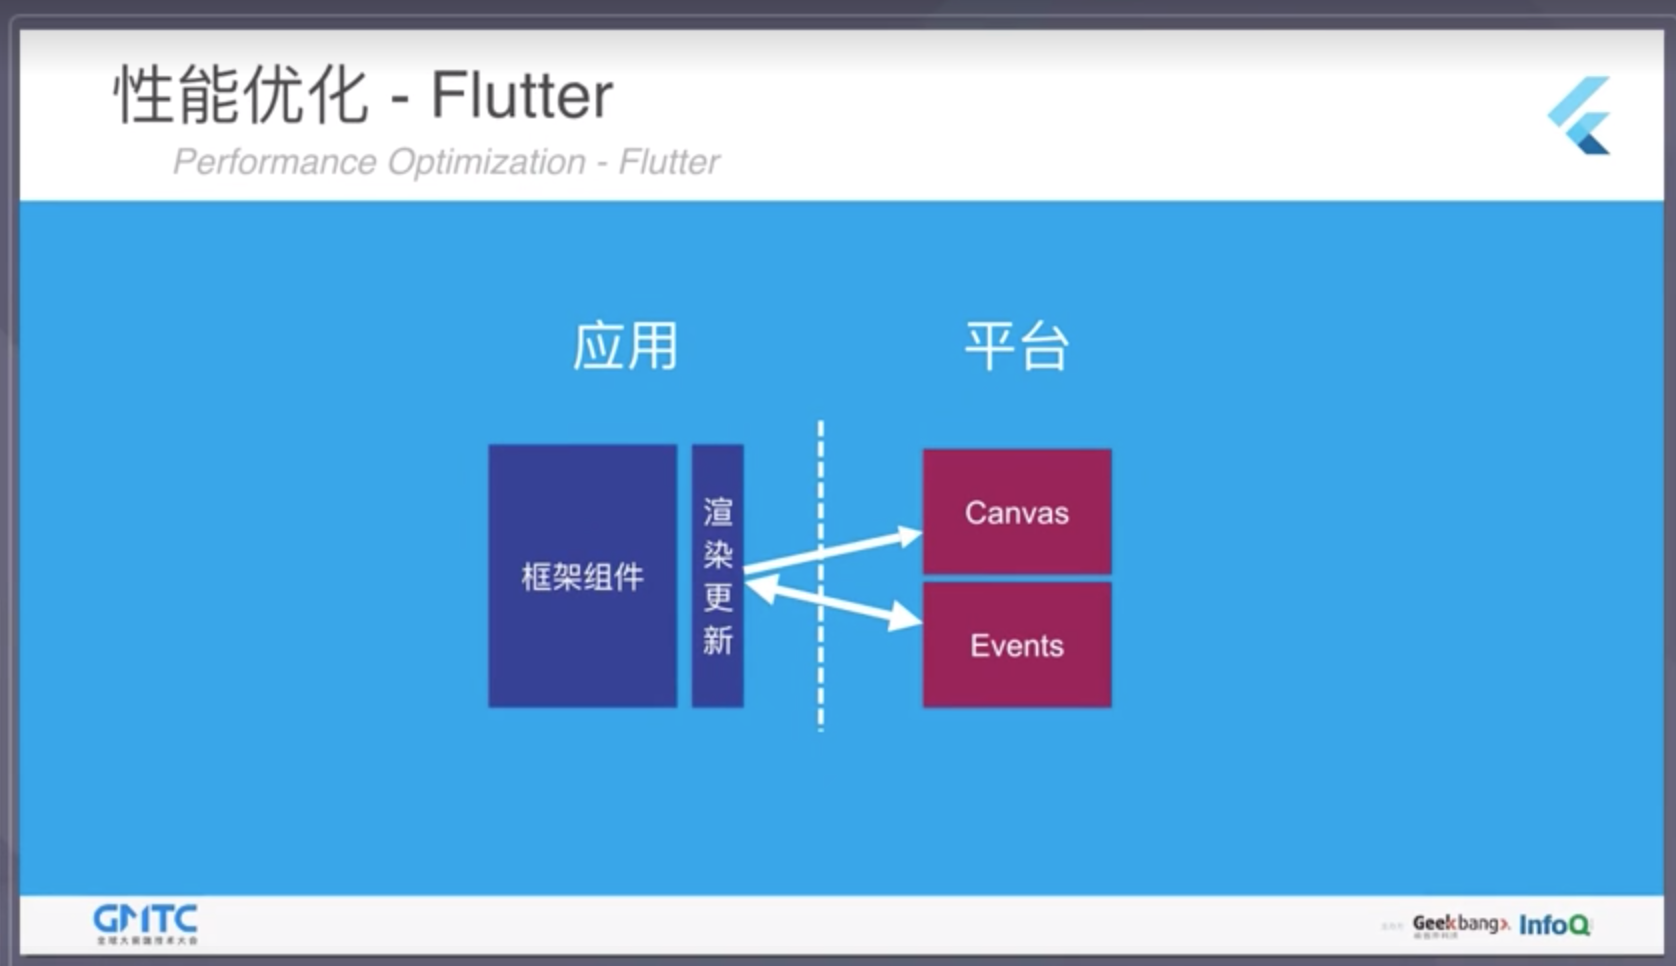 性能优化 - Flutter
Performance Optimization - Flutter
应用
平台
框架组件
渲染更新
Canvas
Events
GMTC
全球大前端技术大会
Geekbang
InfoQ